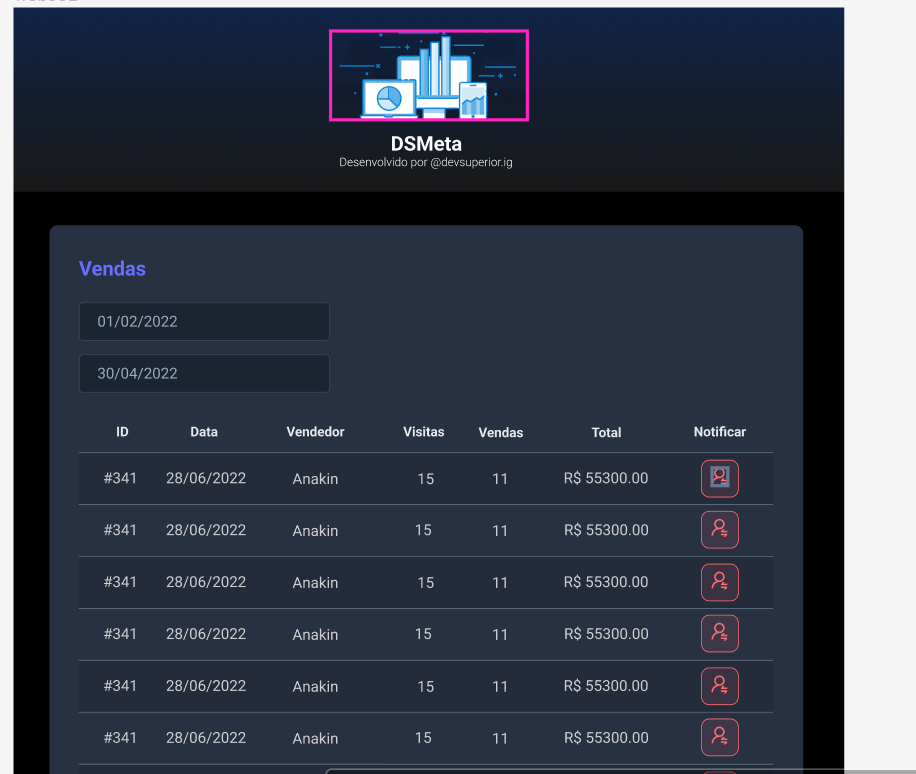 DSMeta
Desenvolvido por @devsuperior.ig
Vendas
01/02/2022
30/04/2022
ID Data Vendedor Visitas Vendas Total Notificar
#341 28/06/2022 Anakin 15 11 R$ 55300.00
#341 28/06/2022 Anakin 15 11 R$ 55300.00
#341 28/06/2022 Anakin 15 11 R$ 55300.00
#341 28/06/2022 Anakin 15 11 R$ 55300.00
#341 28/06/2022 Anakin 15 11 R$ 55300.00
#341 28/06/2022 Anakin 15 11 R$ 55300.00